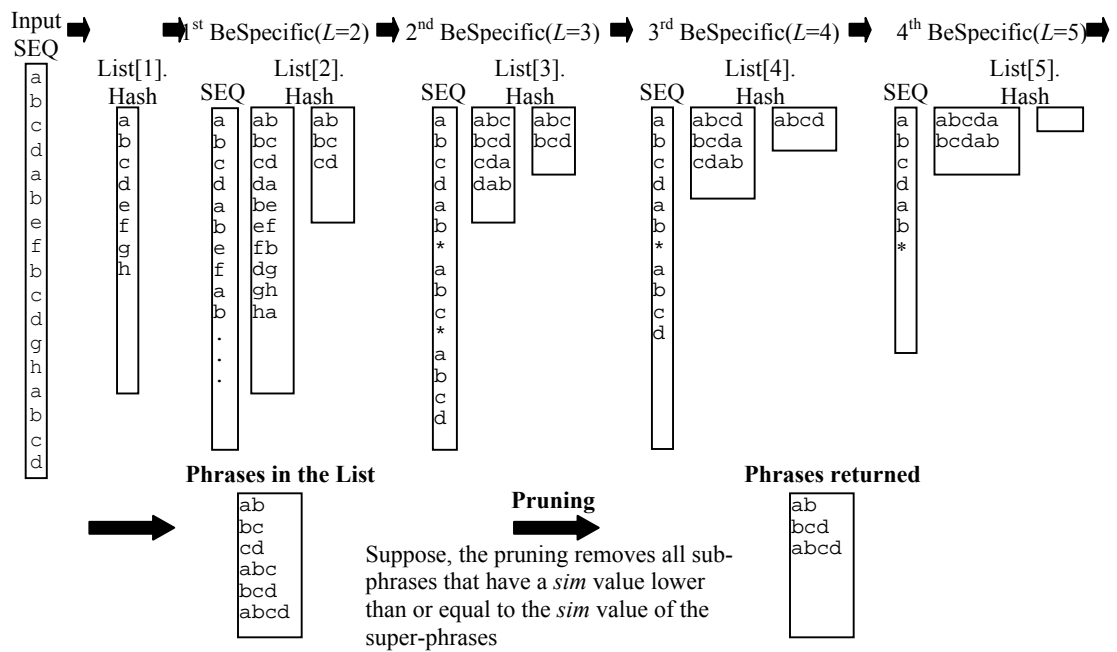 Input
SEQ
a
b
c
d
a
b
e
f
b
c
d
g
h
a
b
c
d
List[1].
Hash
a
b
c
d
e
f
g
h
1st BeSpecific(L=2)
SEQ
a
b
c
d
a
b
e
f
a
b
.
.
.
List[2].
Hash
ab
bc
cd
da
be
ef
fb
dg
gh
ha
ab
bc
cd
2nd BeSpecific(L=3)
SEQ
a
b
c
d
a
b
*
a
b
c
*
a
b
c
d
List[3].
Hash
abc
bcd
cda
dab
abc
bcd
3rd BeSpecific(L=4)
SEQ
a
b
c
d
a
b
*
a
b
c
d
List[4].
Hash
abcd
bcda
cdab
abcd
4th BeSpecific(L=5)
SEQ
a
b
c
d
a
b
*
List[5].
Hash
abcda
bcdab
Phrases in the List
ab
bc
cd
abc
bcd
abcd
Pruning
Suppose, the pruning removes all sub-
phrases that have a sim value lower
than or equal to the sim value of the
super-phrases
Phrases returned
ab
bcd
abcd